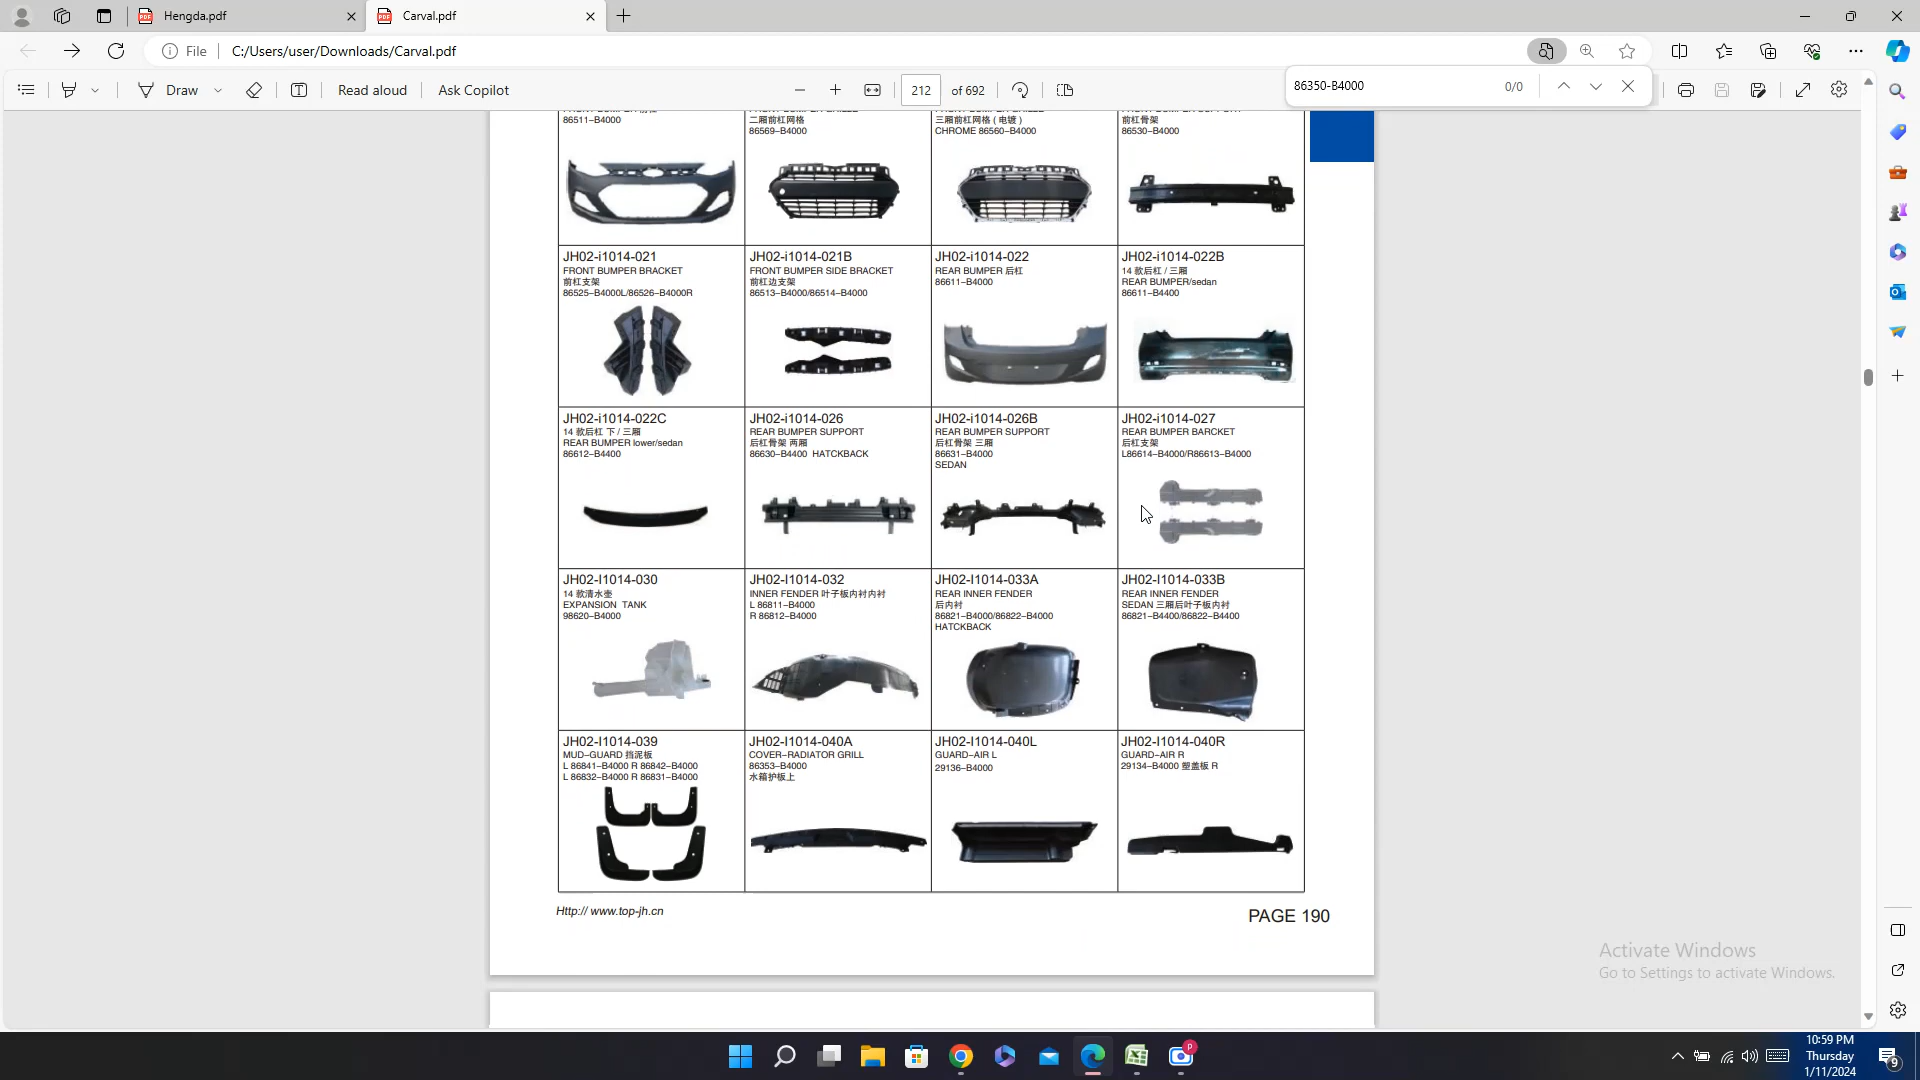 Hengda.pdf
Carval.pdf
File
C:/Users/user/Downloads/Carval.pdf
Draw
Read aloud
Ask Copilot
212
of 692
86350-B4000
0/0
86511-B4000
二厢前杠网格
86569-B4000
三厢前杠网格 ( 电镀 )
CHROME 86560-B4000
前杠骨架
86530-B4000
JH02-i1014-021
FRONT BUMPER BRACKET
前杠支架
86525-B4000L/86526-B4000R
JH02-i1014-021B
FRONT BUMPER SIDE BRACKET
前杠边支架
86513-B4000/86514-B4000
JH02-i1014-022
REAR BUMPER 后杠
86611-B4000
JH02-i1014-022B
14 款后杠 / 三厢
REAR BUMPER/sedan
86611-B4400
JH02-i1014-022C
14 款后杠 下 / 三厢
REAR BUMPER lower/sedan
86612-B4400
JH02-i1014-026
REAR BUMPER SUPPORT
后杠骨架 两厢
86630-B4400 HATCKBACK
JH02-i1014-026B
REAR BUMPER SUPPORT
后杠骨架 三厢
86631-B4000
SEDAN
JH02-i1014-027
REAR BUMPER BARCKET
后杠支架
L86614-B4000/R86613-B4000
JH02-I1014-030
14 款清水壶
EXPANSION TANK
98620-B4000
JH02-I1014-032
INNER FENDER 叶子板内衬内衬
L 86811-B4000
R 86812-B4000
JH02-I1014-033A
REAR INNER FENDER
后内衬
86821-B4000/86822-B4000
HATCKBACK
JH02-I1014-033B
REAR INNER FENDER
SEDAN 三厢后叶子板内衬
86821-B4400/86822-B4400
JH02-I1014-039
MUD-GUARD 挡泥板
L 86841-B4000 R 86842-B4000
L 86832-B4000 R 86831-B4000
JH02-I1014-040A
COVER-RADIATOR GRILL
86353-B4000
水箱护板上
JH02-I1014-040L
GUARD-AIR L
29136-B4000
JH02-I1014-040R
GUARD-AIR R
29134-B4000 塑盖板 R
Http:// www.top-jh.cn
PAGE 190
Activate Windows
Go to Settings to activate Windows.
10:59 PM
Thursday
1/11/2024
9